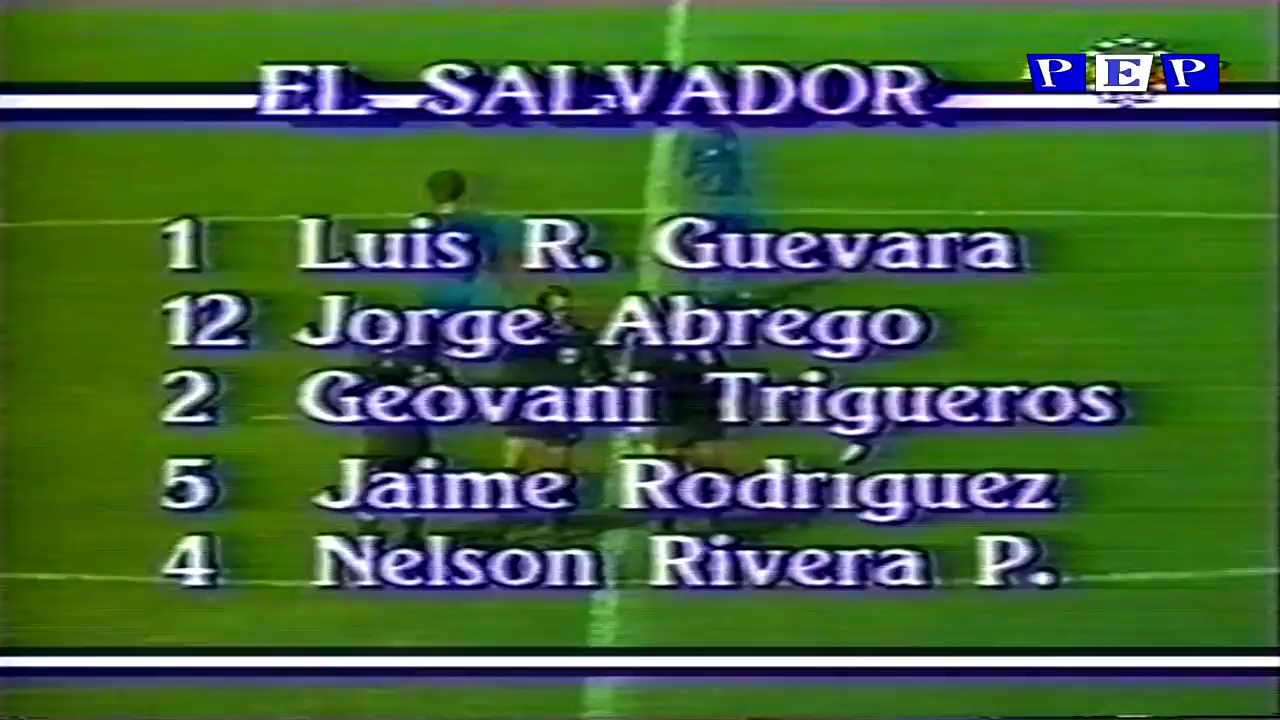 EL SALVADOR
PEP
1 Luis R. Guevara
12 Jorge Abrego
2 Geovani Trigueros
5 Jaime Rodríguez
4 Nelson Rivera P.